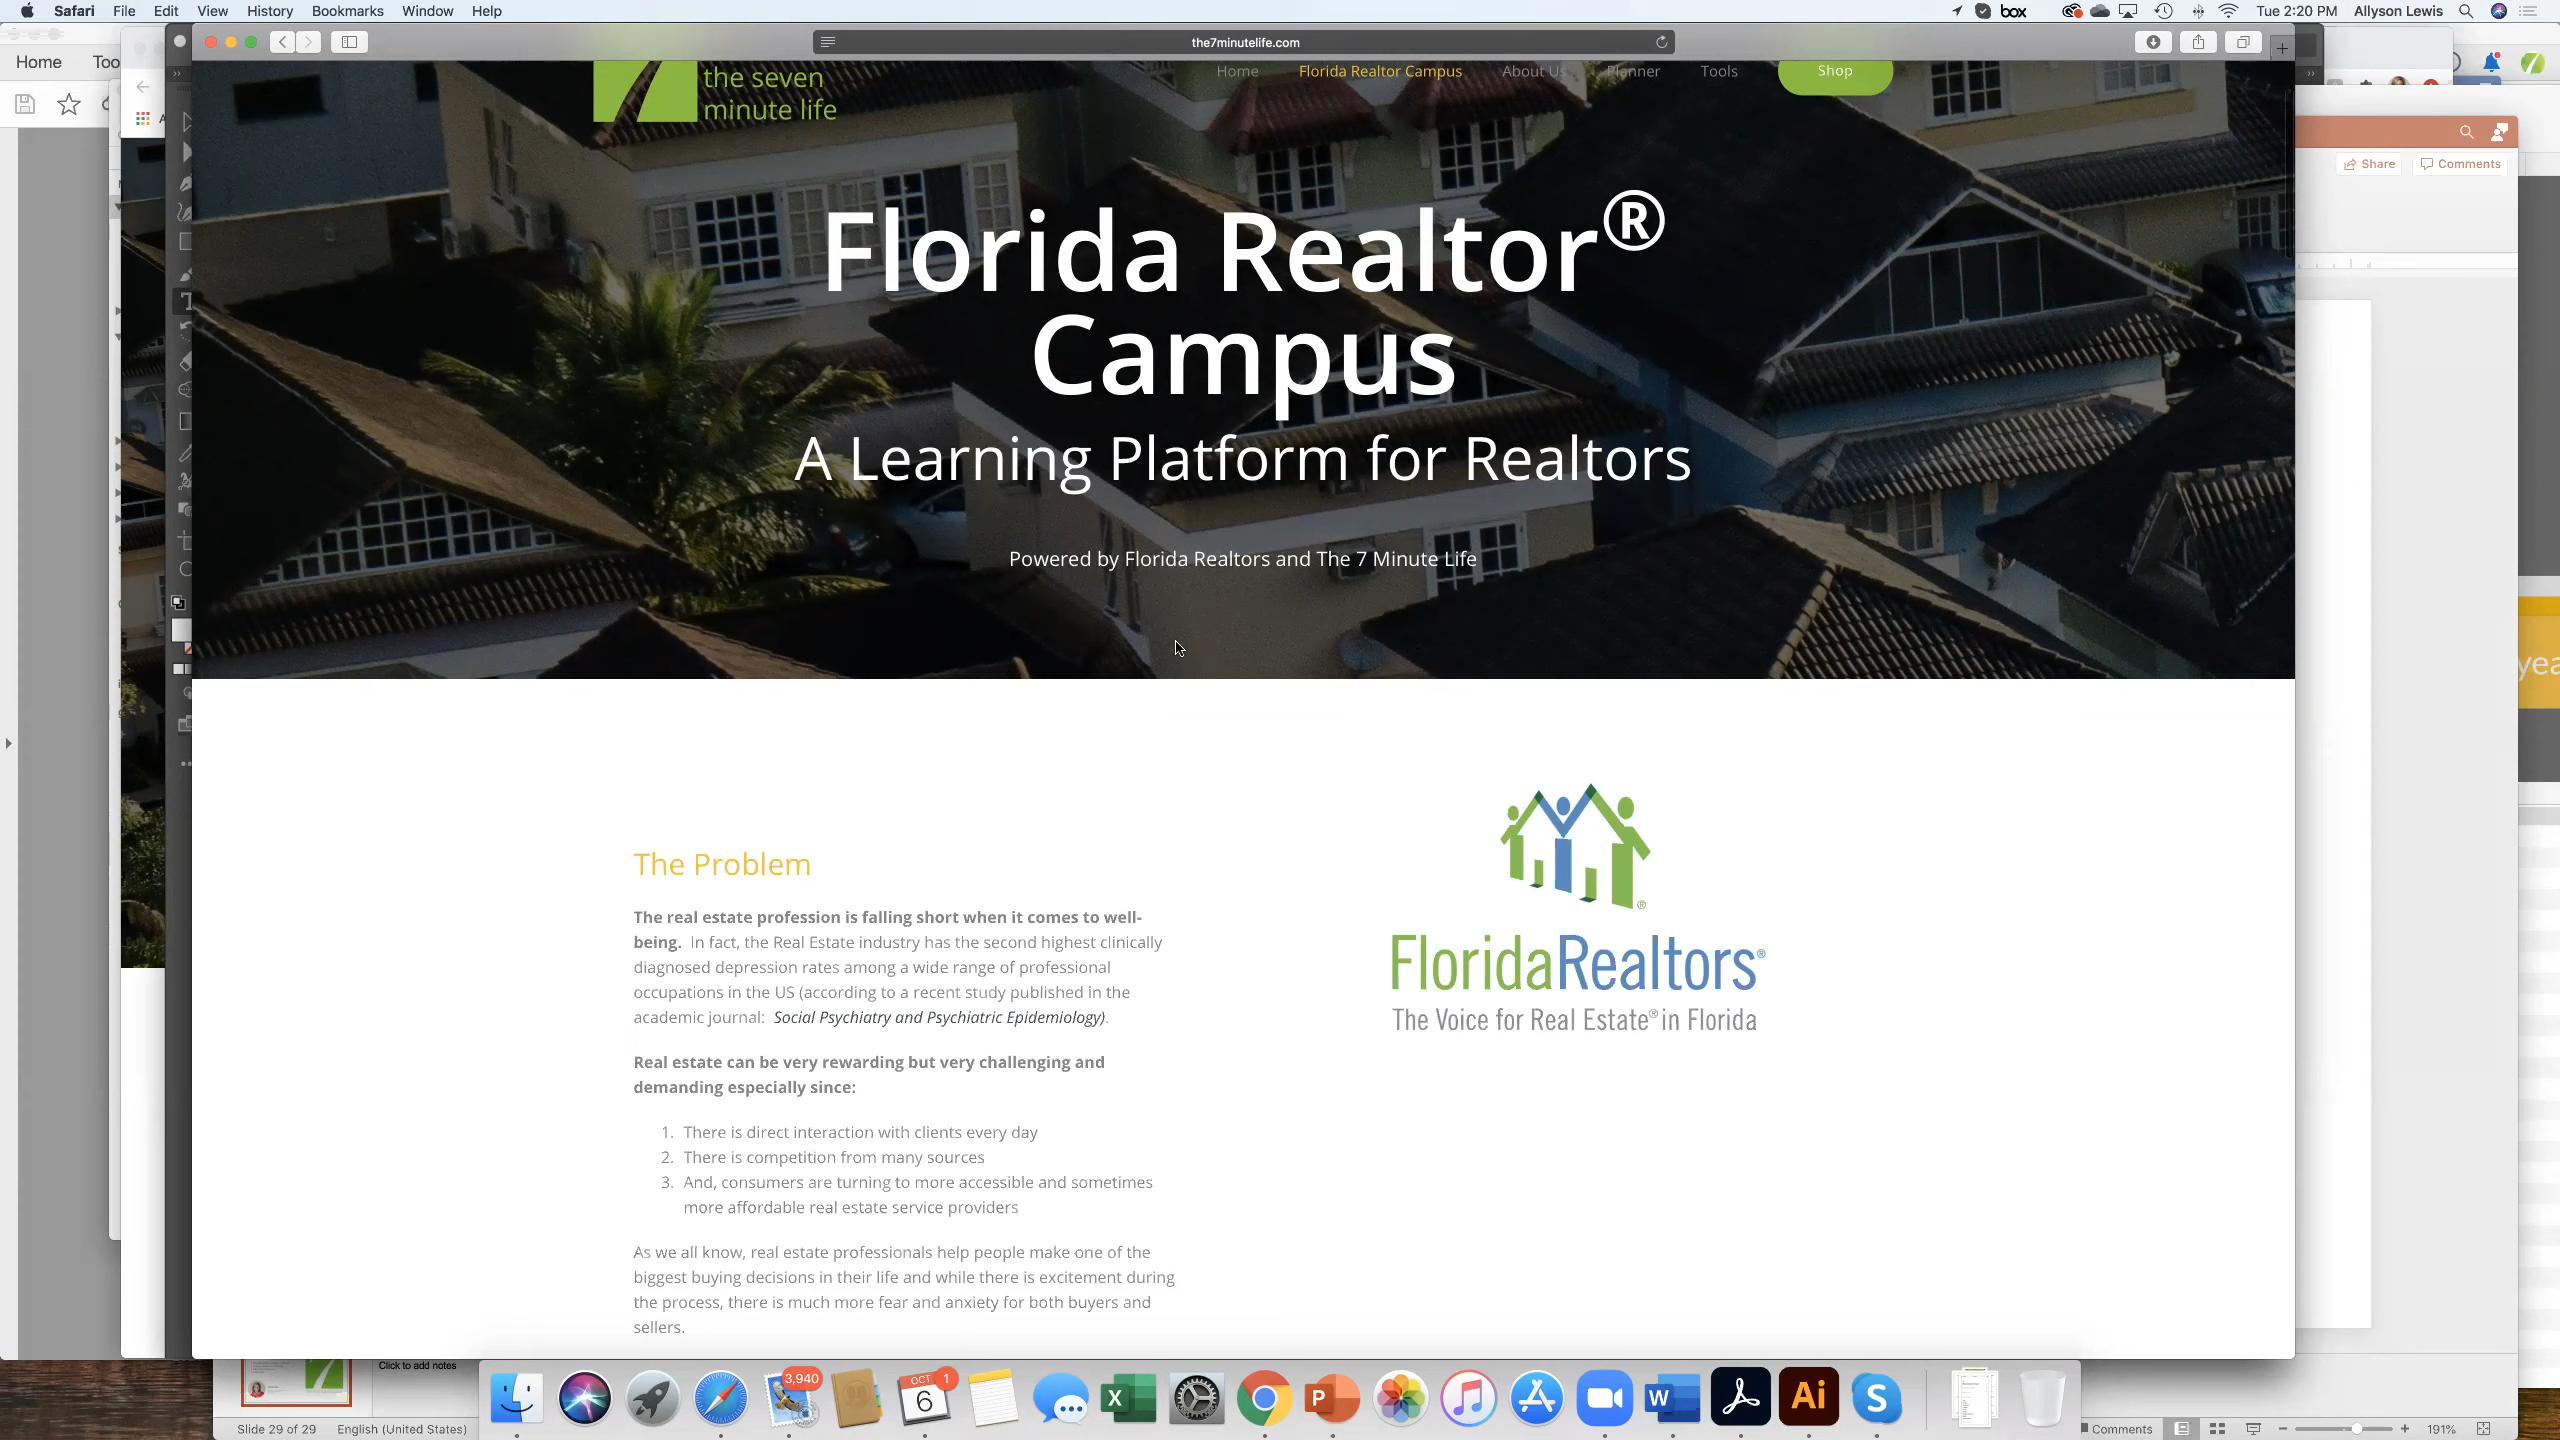 Safari File Edit View History Bookmarks Window Help
box
Tue 2:20 PM Allyson Lewis
the7minutelife.com
Home
Share Comments
the seven
minute life
Home Florida Realtor Campus About Us Planner Tools Shop
Florida Realtor®
Campus
A Learning Platform for Realtors
Powered by Florida Realtors and The 7 Minute Life
The Problem
The real estate profession is falling short when it comes to well-
being. In fact, the Real Estate industry has the second highest clinically
diagnosed depression rates among a wide range of professional
occupations in the US (according to a recent study published in the
academic journal: Social Psychiatry and Psychiatric Epidemiology).
Real estate can be very rewarding but very challenging and
demanding especially since:
1. There is direct interaction with clients every day
2. There is competition from many sources
3. And, consumers are turning to more accessible and sometimes
more affordable real estate service providers
As we all know, real estate professionals help people make one of the
biggest buying decisions in their life and while there is excitement during
the process, there is much more fear and anxiety for both buyers and
sellers.
FloridaRealtors®
The Voice for Real Estate® in Florida
Click to add notes
3,940
OCT
6
1
Slide 29 of 29 English (United States)
Comments
191%